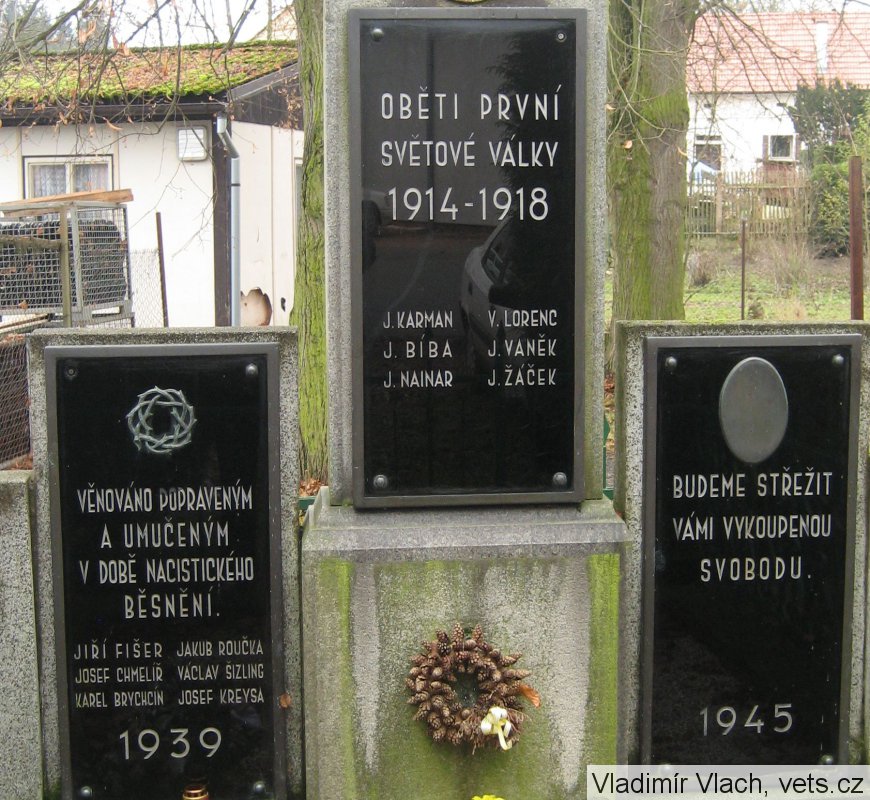 OBĚTI PRVNÍ
SVĚTOVÉ VÁLKY
1914-1918
J. KARMAN V. LORENC
J. BÍBA J. VANĚK
J. NAINAR J. ŽÁČEK
VĚNOVÁNO POPRAVENÝM
A UMUČENÝM
V DOBĚ NACISTICKÉHO
BĚSNĚNÍ.
JIŘÍ FIŠER JAKUB ROUČKA
JOSEF CHMELÍŘ VÁCLAV ŠIZLING
KAREL BRYCHCÍN JOSEF KREYSA
1939
BUDEME STŘEŽIT
VÁMI VYKOUPENOU
SVOBODU.
1945
Vladimír Vlach, vets.cz